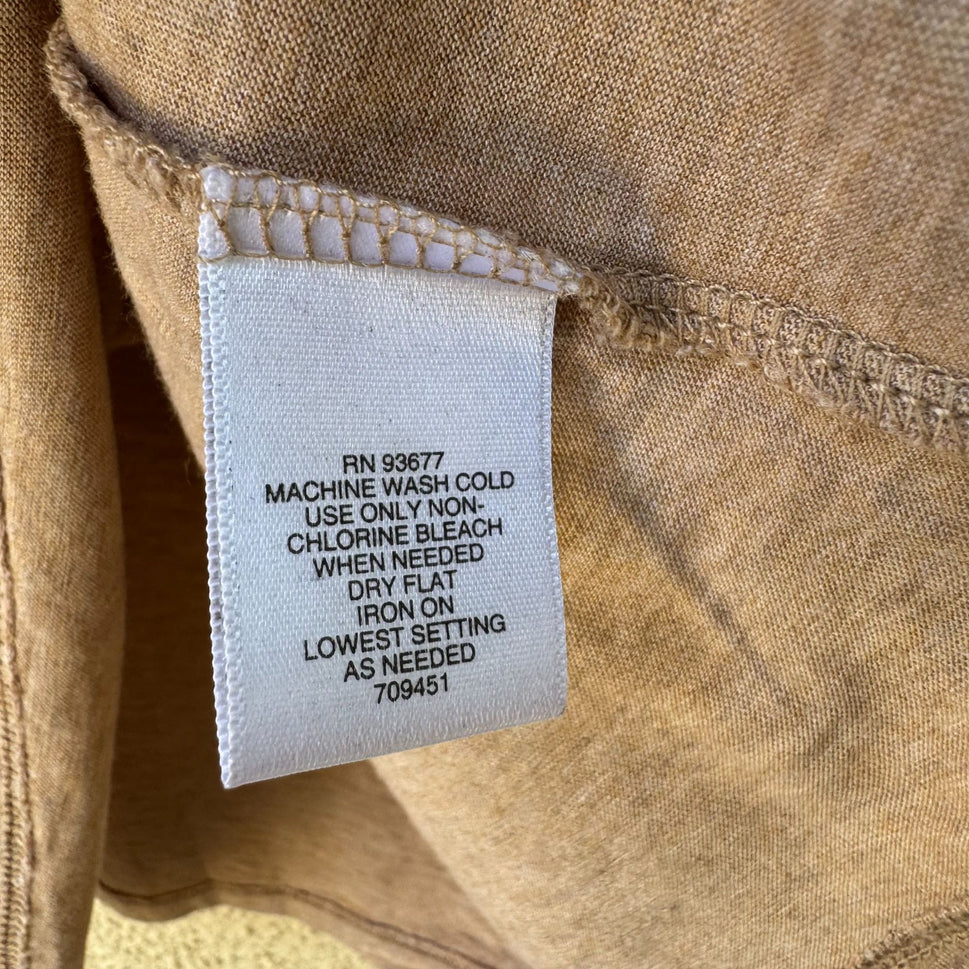 RN 93677
MACHINE WASH COLD
USE ONLY NON-
CHLORINE BLEACH
WHEN NEEDED
DRY FLAT
IRON ON
LOWEST SETTING
AS NEEDED
709451